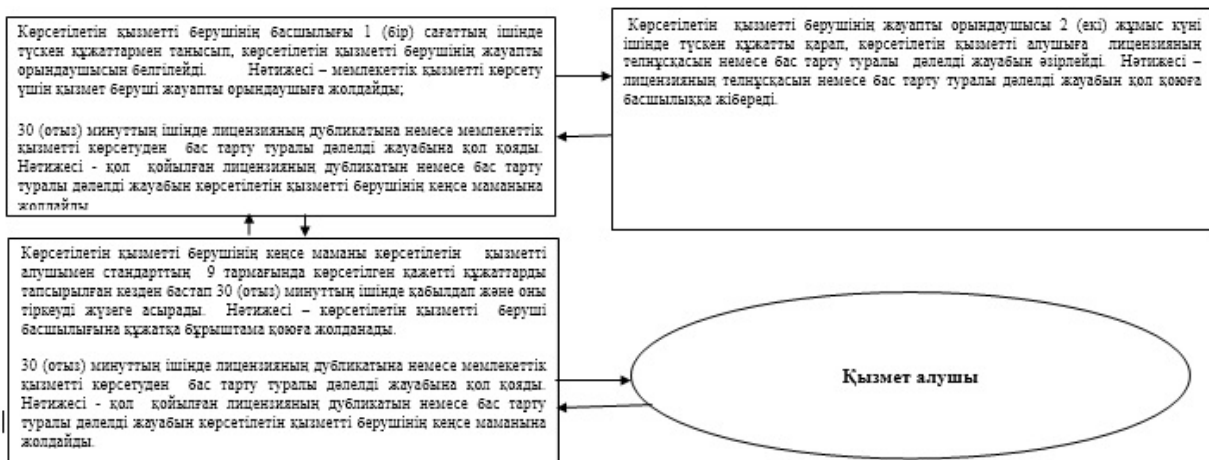 Көрсетілетін қызметті берушінің басшылығы 1 (бір) сағаттың ішінде
түскен құжаттармен танысып, көрсетілетін қызметті берушінің жауапты
орындаушысын белгілейді. Нәтижесі – мемлекеттік қызметті көрсету
үшін қызмет беруші жауапты орындаушыға жолдайды;
30 (отыз) минуттың ішінде лицензияның дубликатына немесе мемлекеттік
қызметті көрсетуден бас тарту туралы дәлелді жауабына қол қояды.
Нәтижесі - қол қойылған лицензияның дубликатын немесе бас тарту
туралы дәлелді жауабын көрсетілетін қызметті берушінің кеңсе маманына
жолдайды
Көрсетілетін қызметті берушінің жауапты орындаушысы 2 (екі) жұмыс күні
ішінде түскен құжатты қарап, көрсетілетін қызметті алушыға лицензияның
телнұсқасын немесе бас тарту туралы дәлелді жауабын әзірлейді. Нәтижесі –
лицензияның телнұсқасын немесе бас тарту туралы дәлелді жауабын қол қоюға
басшылыққа жібереді.
Көрсетілетін қызметті берушінің кеңсе маманы көрсетілетін қызметті
алушымен стандарттың 9 тармағында көрсетілген қажетті құжаттарды
тапсырылған кезден бастап 30 (отыз) минуттың ішінде қабылдап және оны
тіркеуді жүзеге асырады. Нәтижесі – көрсетілетін қызметті беруші
басшылығына құжатқа бұрыштама қоюға жолданады.
30 (отыз) минуттың ішінде лицензияның дубликатына немесе мемлекеттік
қызметті көрсетуден бас тарту туралы дәлелді жауабына қол қояды.
Нәтижесі - қол қойылған лицензияның дубликатын немесе бас тарту
туралы дәлелді жауабын көрсетілетін қызметті берушінің кеңсе маманына
жолдайды.
Қызмет алушы